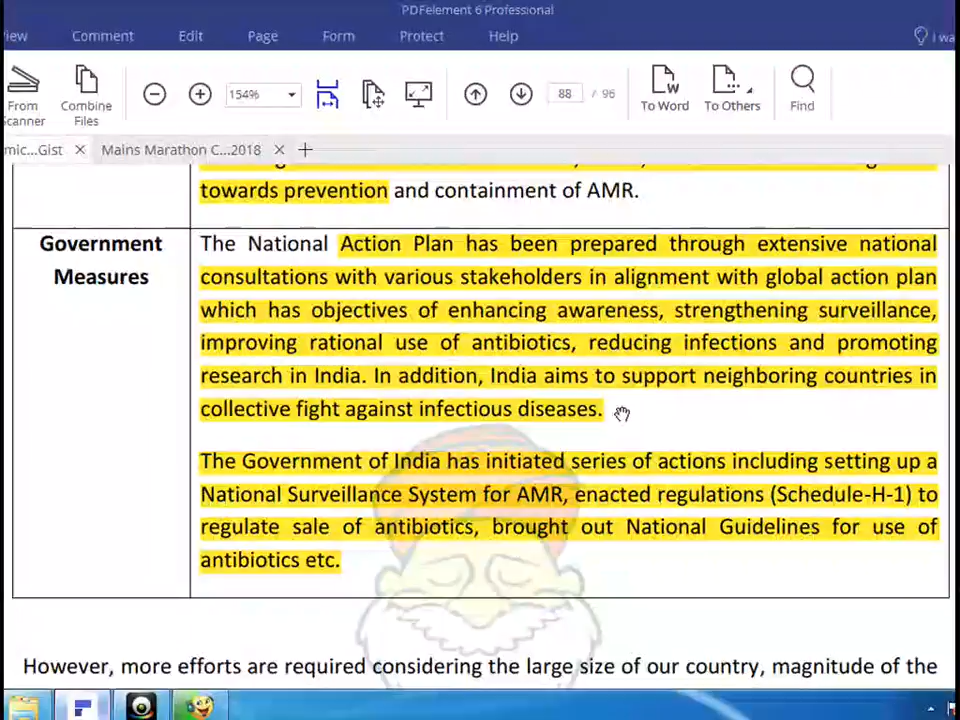 PDFelement 6 Professional
iew Comment Edit Page Form Protect Help I wa
From Scanner
Combine Files
154%
88 / 96
To Word
To Others
Find
mic...Gist × Mains Marathon C...2018 × +
towards prevention and containment of AMR.
Government Measures
The National Action Plan has been prepared through extensive national
consultations with various stakeholders in alignment with global action plan
which has objectives of enhancing awareness, strengthening surveillance,
improving rational use of antibiotics, reducing infections and promoting
research in India. In addition, India aims to support neighboring countries in
collective fight against infectious diseases.
The Government of India has initiated series of actions including setting up a
National Surveillance System for AMR, enacted regulations (Schedule-H-1) to
regulate sale of antibiotics, brought out National Guidelines for use of
antibiotics etc.
However, more efforts are required considering the large size of our country, magnitude of the